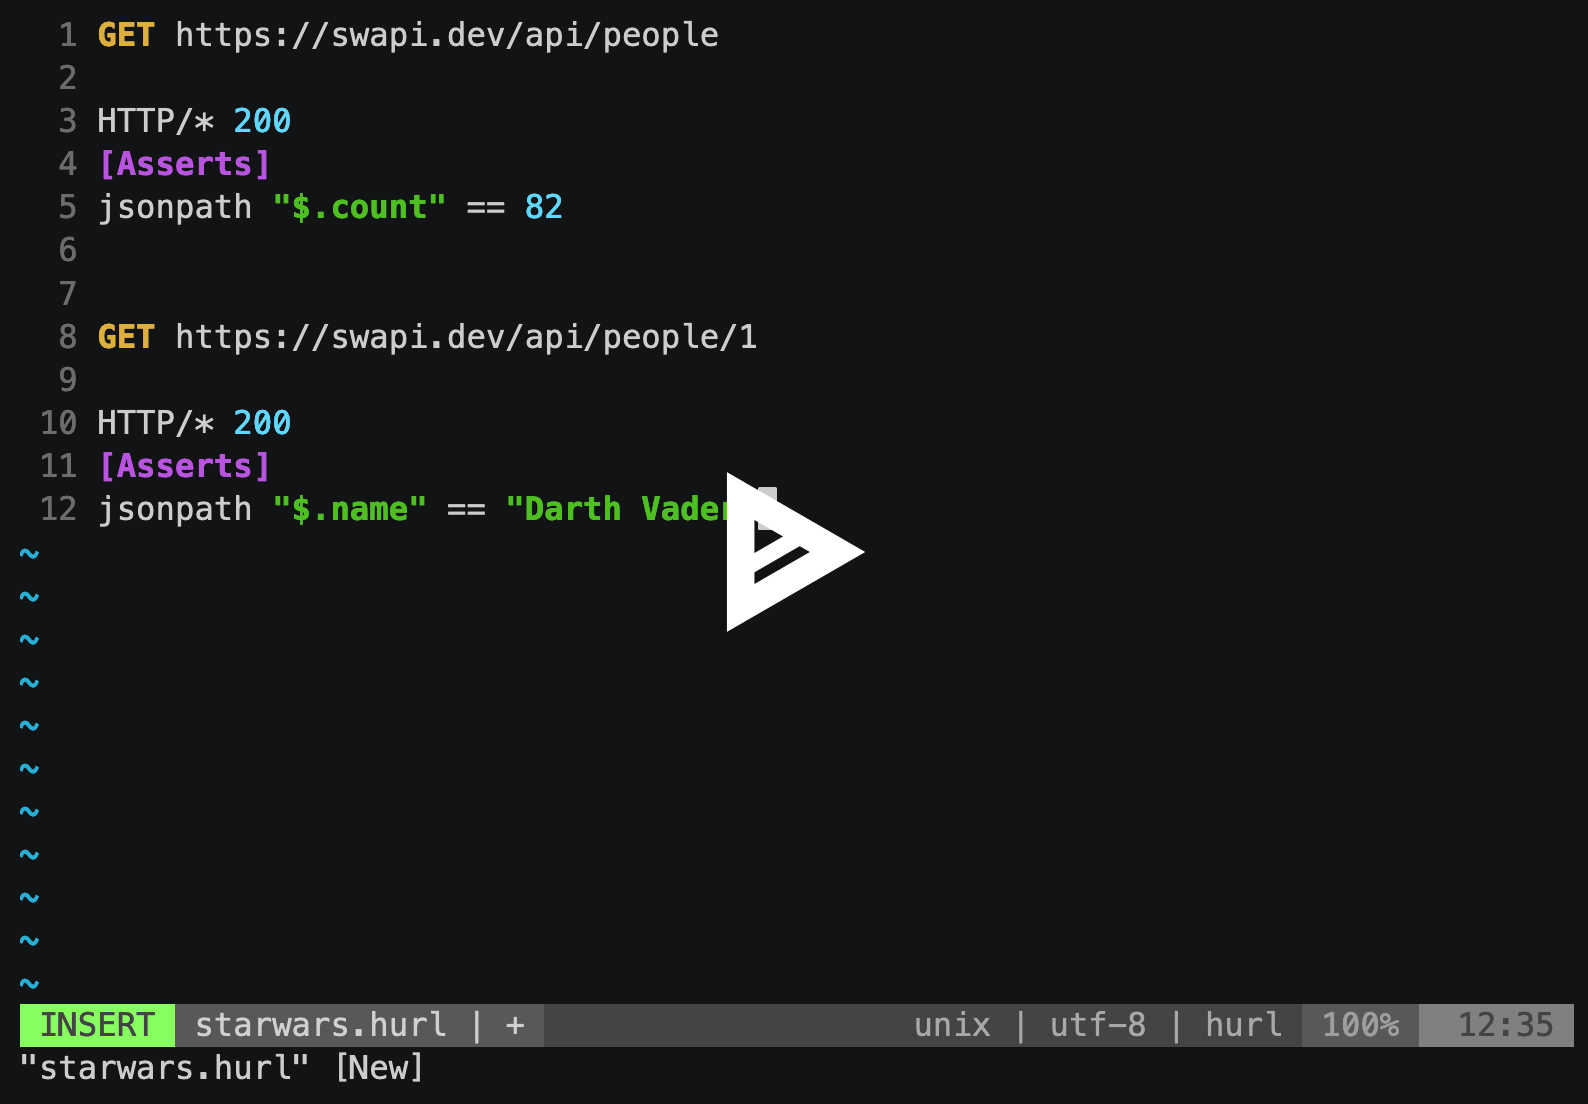 1 GET https://swapi.dev/api/people
2
3 HTTP/* 200
4 [Asserts]
5 jsonpath "$.count" == 82
6
7
8 GET https://swapi.dev/api/people/1
9
10 HTTP/* 200
11 [Asserts]
12 jsonpath "$.name" == "Darth Vader
~
~
~
~
~
~
~
~
~
~
~
INSERT starwars.hurl | + unix | utf-8 | hurl 100% 12:35
"starwars.hurl" [New]